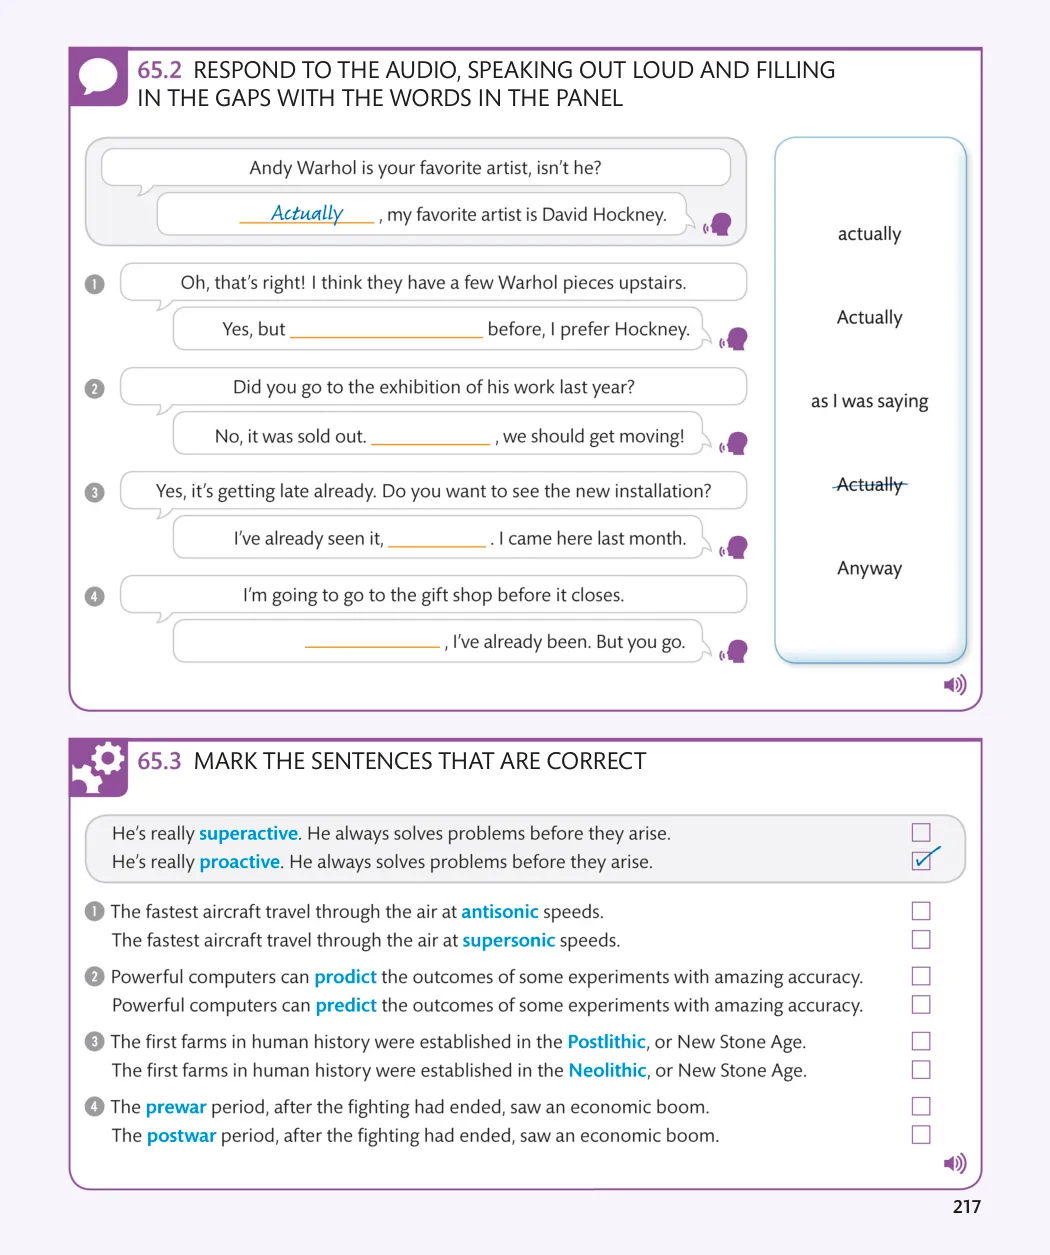 65.2 RESPOND TO THE AUDIO, SPEAKING OUT LOUD AND FILLING
IN THE GAPS WITH THE WORDS IN THE PANEL
Andy Warhol is your favorite artist, isn't he?
Actually, my favorite artist is David Hockney.
1 Oh, that's right! I think they have a few Warhol pieces upstairs.
Yes, but ____________________ before, I prefer Hockney.
2 Did you go to the exhibition of his work last year?
No, it was sold out. ____________, we should get moving!
3 Yes, it's getting late already. Do you want to see the new installation?
I've already seen it, __________. I came here last month.
4 I'm going to go to the gift shop before it closes.
______________, I've already been. But you go.
actually
Actually
as I was saying
Actually
Anyway
65.3 MARK THE SENTENCES THAT ARE CORRECT
He's really superactive. He always solves problems before they arise.
He's really proactive. He always solves problems before they arise.
1 The fastest aircraft travel through the air at antisonic speeds.
The fastest aircraft travel through the air at supersonic speeds.
2 Powerful computers can prodict the outcomes of some experiments with amazing accuracy.
Powerful computers can predict the outcomes of some experiments with amazing accuracy.
3 The first farms in human history were established in the Postlithic, or New Stone Age.
The first farms in human history were established in the Neolithic, or New Stone Age.
4 The prewar period, after the fighting had ended, saw an economic boom.
The postwar period, after the fighting had ended, saw an economic boom.
217